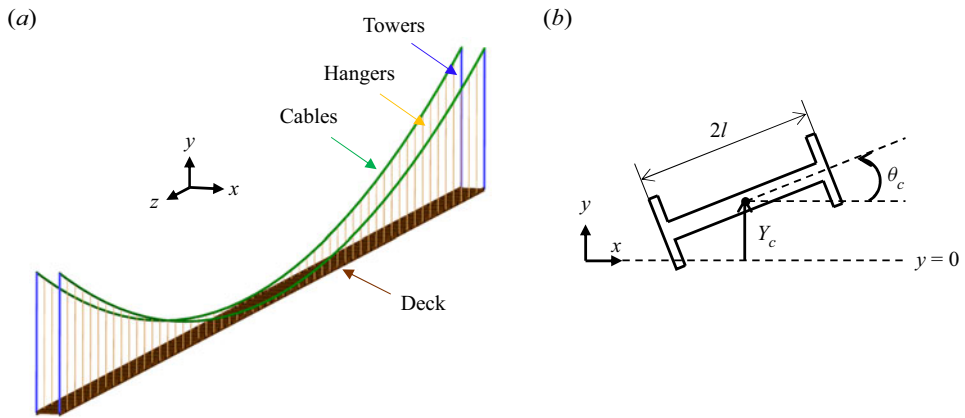 (a)
Towers
Hangers
Cables
y
x
z
Deck
(b)
2l
θc
Yc
y
x
y = 0